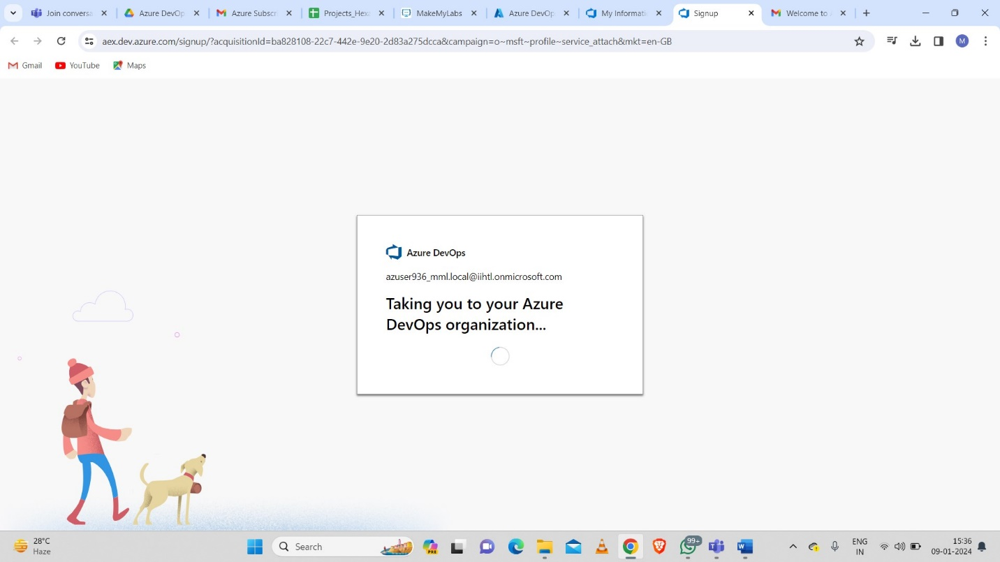 Join conversa
Azure DevOp
Azure Subscr
Projects_Hex
MakeMyLabs
Azure DevOp
My Informati
Signup
Welcome to
aex.dev.azure.com/signup/?acquisitionId=ba828108-22c7-442e-9e20-2d83a275dcca&campaign=o~msft~profile~service_attach&mkt=en-GB
M
Gmail
YouTube
Maps
Azure DevOps
azuser936_mml.local@iihtl.onmicrosoft.com
Taking you to your Azure
DevOps organization...
28°C
Haze
Search
PRE
99+
ENG
IN
15:36
09-01-2024